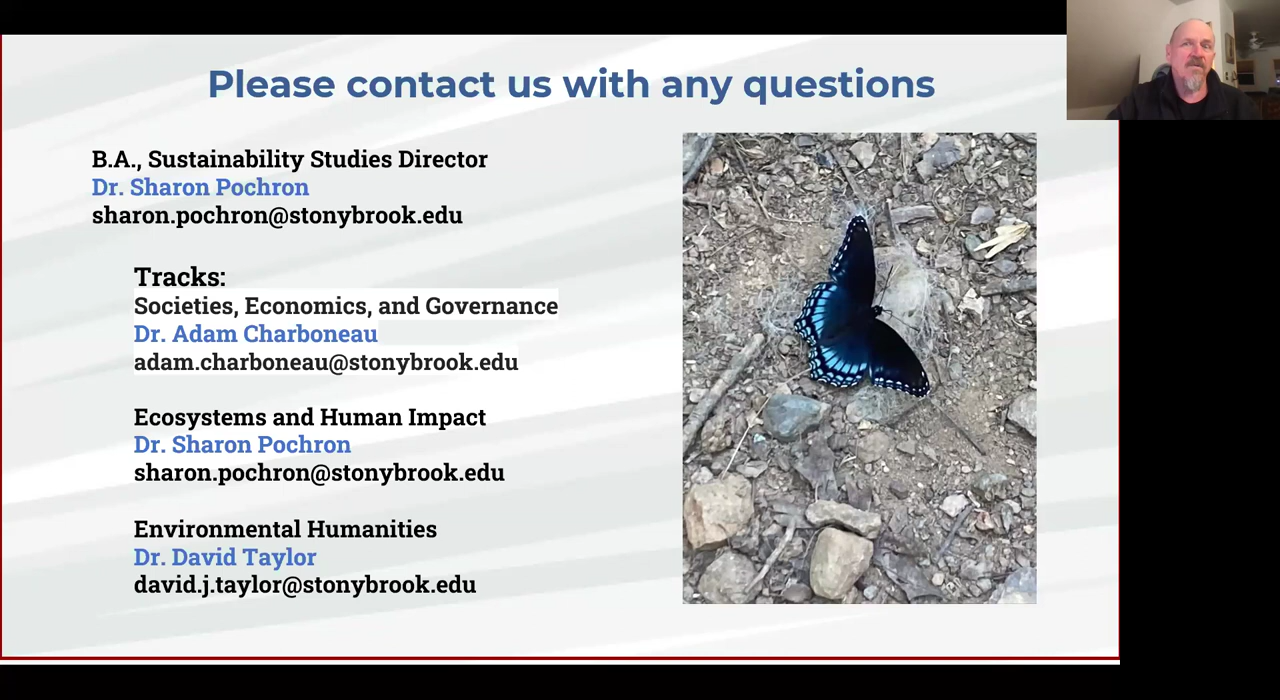 Please contact us with any questions
B.A., Sustainability Studies Director
Dr. Sharon Pochron
sharon.pochron@stonybrook.edu
Tracks:
Societies, Economics, and Governance
Dr. Adam Charboneau
adam.charboneau@stonybrook.edu
Ecosystems and Human Impact
Dr. Sharon Pochron
sharon.pochron@stonybrook.edu
Environmental Humanities
Dr. David Taylor
david.j.taylor@stonybrook.edu